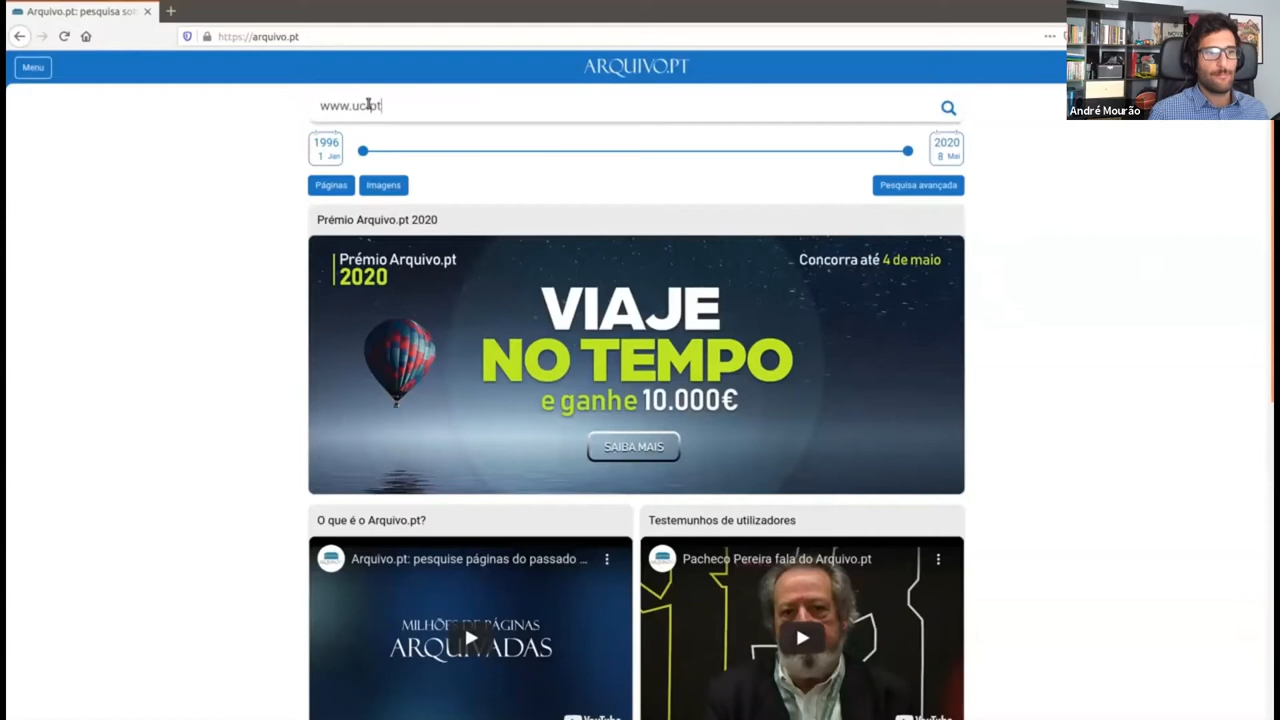 Arquivo.pt: pesquisa sob
https://arquivo.pt
André Mourão
Menu
ARQUIVO.PT
www.uc.pt
1996
1 Jan
2020
8 Mai
Páginas
Imagens
Pesquisa avançada
Prémio Arquivo.pt 2020
Prémio Arquivo.pt
2020
Concorra até 4 de maio
VIAJE
NO TEMPO
e ganhe 10.000€
SAIBA MAIS
O que é o Arquivo.pt?
Testemunhos de utilizadores
Arquivo.pt: pesquise páginas do passado ...
Pacheco Pereira fala do Arquivo.pt
MILHÕES DE PÁGINAS
ARQUIVADAS
YouTube
YouTube